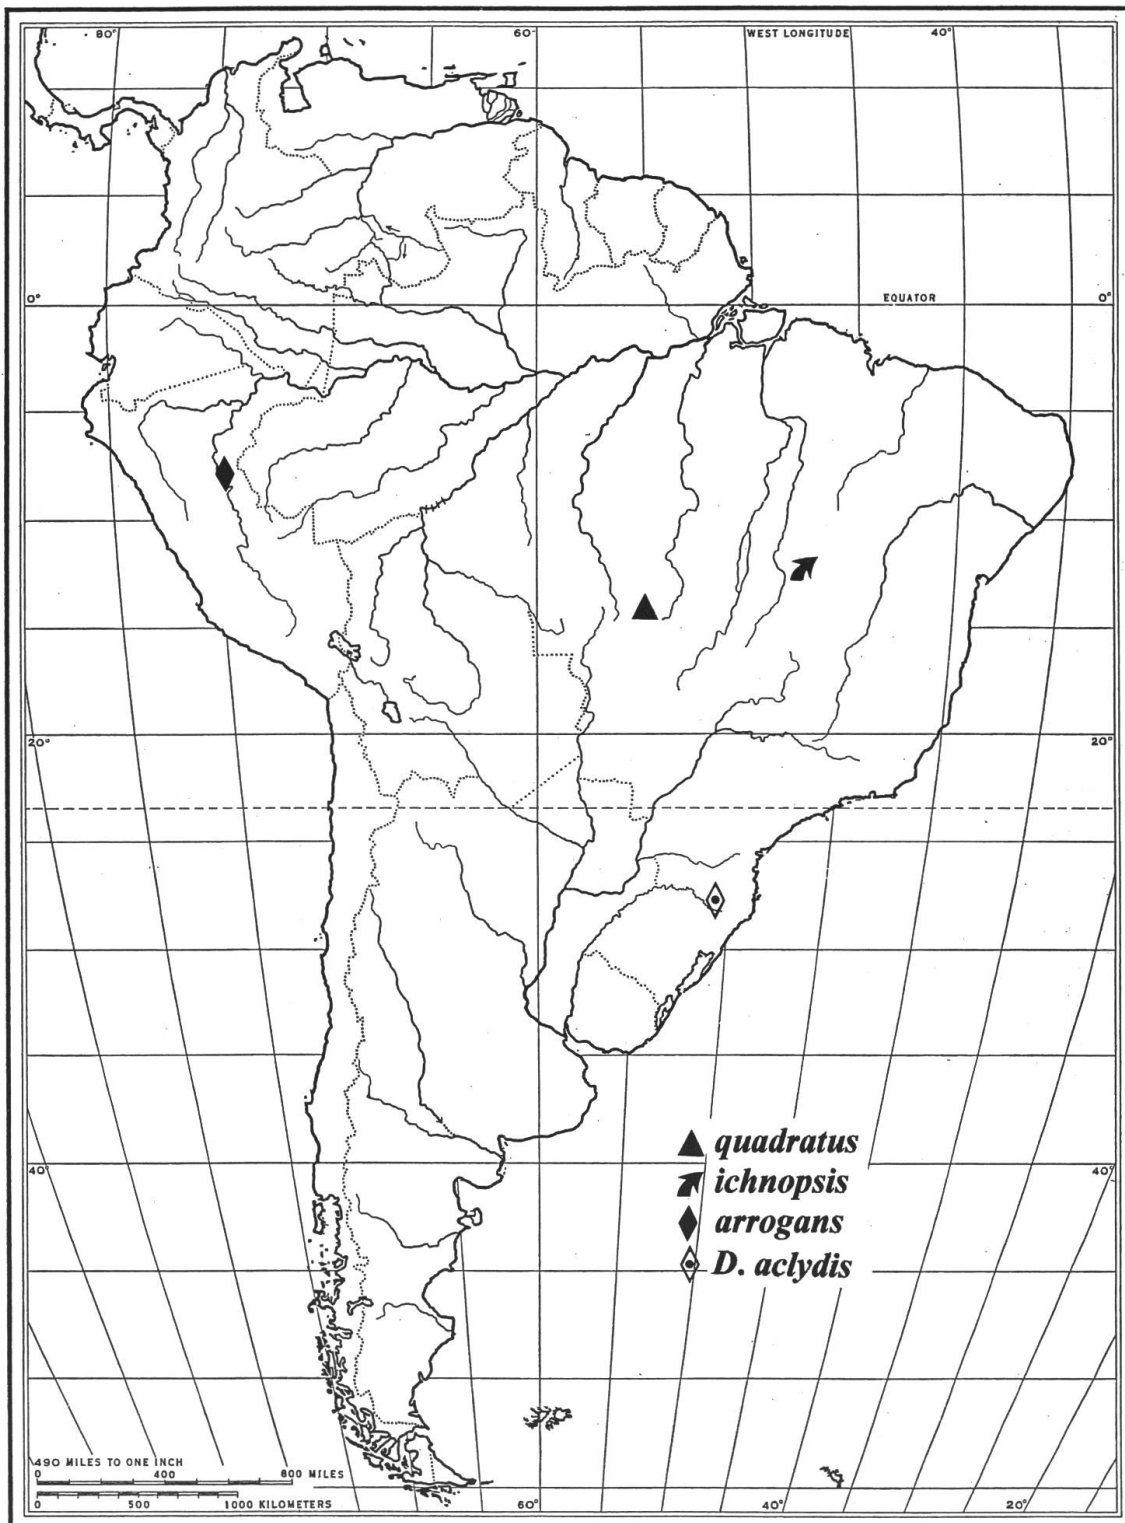 80° 60° WEST LONGITUDE 40°
0° EQUATOR 0°
20° 20°
quadratus
40° 40°
ichnopsis
arrogans
D. aclydis
490 MILES TO ONE INCH
0 400 800 MILES
0 500 1000 KILOMETERS
60° 40° 20°